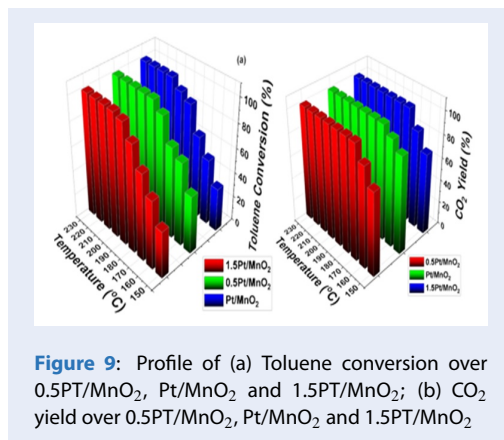 (a)
100
80
60
40
20
0
Toluene Conversion (%)
230
220
210
200
190
180
170
160
150
Temperature (°C)
1.5Pt/MnO₂
0.5Pt/MnO₂
Pt/MnO₂
100
80
60
40
20
0
CO₂ Yield (%)
230
220
210
200
190
180
170
160
150
Temperature (°C)
0.5Pt/MnO₂
Pt/MnO₂
1.5Pt/MnO₂
Figure 9: Profile of (a) Toluene conversion over
0.5PT/MnO₂, Pt/MnO₂ and 1.5PT/MnO₂; (b) CO₂
yield over 0.5PT/MnO₂, Pt/MnO₂ and 1.5PT/MnO₂